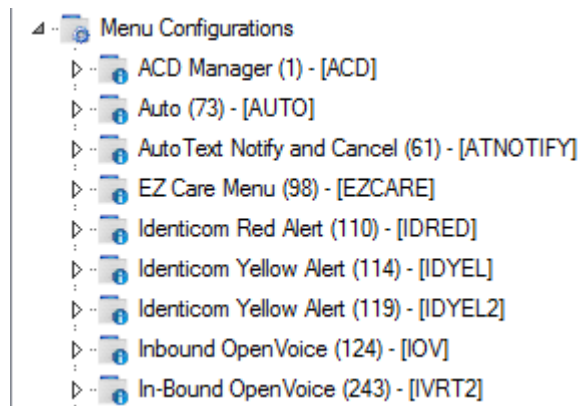 Menu Configurations
ACD Manager (1) - [ACD]
Auto (73) - [AUTO]
AutoText Notify and Cancel (61) - [ATNOTIFY]
EZ Care Menu (98) - [EZCARE]
Identicom Red Alert (110) - [IDRED]
Identicom Yellow Alert (114) - [IDYEL]
Identicom Yellow Alert (119) - [IDYEL2]
Inbound OpenVoice (124) - [IOV]
In-Bound OpenVoice (243) - [IVRT2]